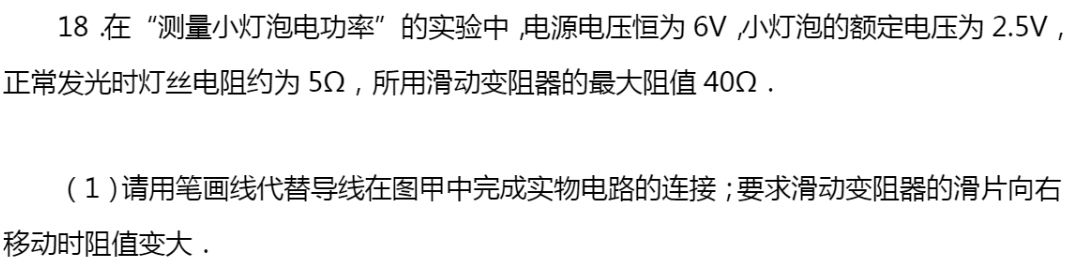 18 .在“测量小灯泡电功率”的实验中 ,电源电压恒为 6V ,小灯泡的额定电压为 2.5V，
正常发光时灯丝电阻约为 5Ω，所用滑动变阻器的最大阻值 40Ω．
（1）请用笔画线代替导线在图甲中完成实物电路的连接；要求滑动变阻器的滑片向右
移动时阻值变大．